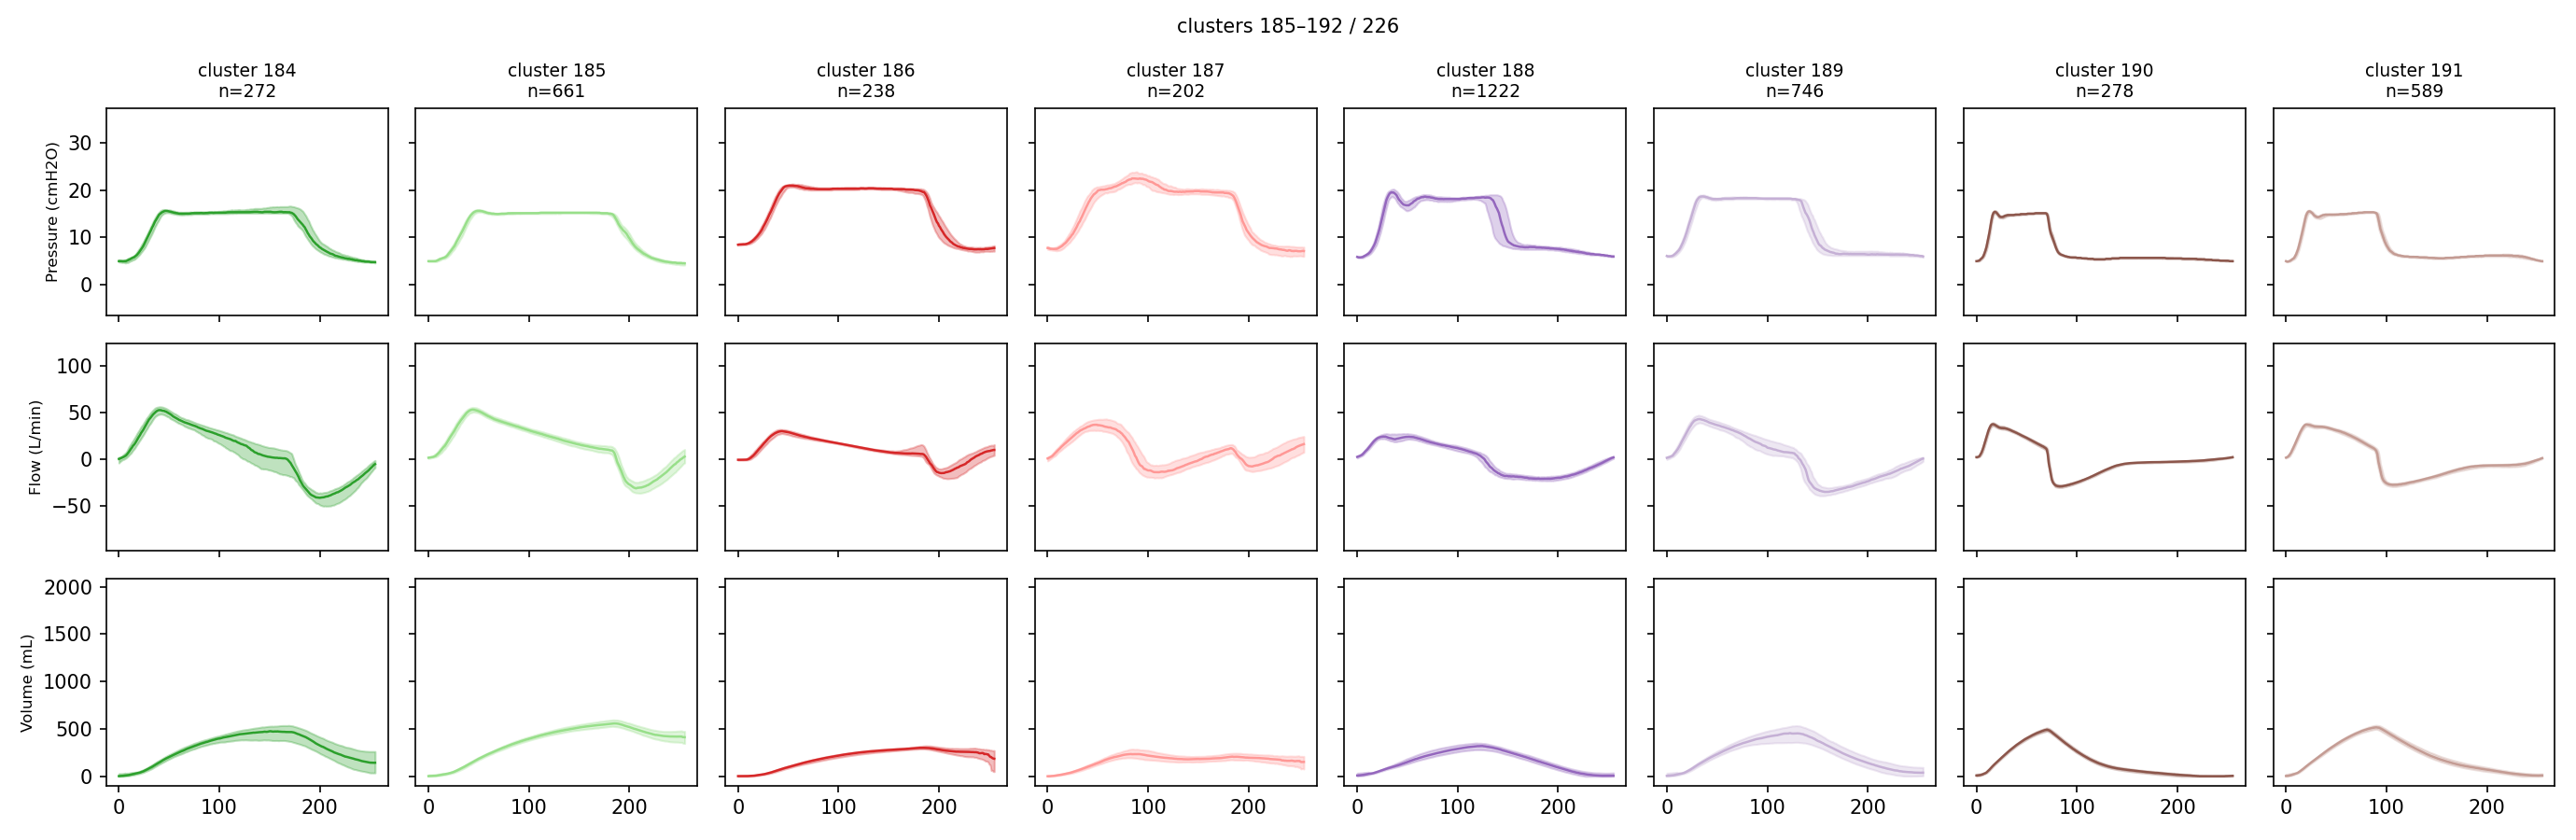 clusters 185–192 / 226
cluster 184
n=272
cluster 185
n=661
cluster 186
n=238
cluster 187
n=202
cluster 188
n=1222
cluster 189
n=746
cluster 190
n=278
cluster 191
n=589
Pressure (cmH2O)
30
20
10
0
Flow (L/min)
100
50
0
−50
Volume (mL)
2000
1500
1000
500
0
0 100 200
0 100 200
0 100 200
0 100 200
0 100 200
0 100 200
0 100 200
0 100 200